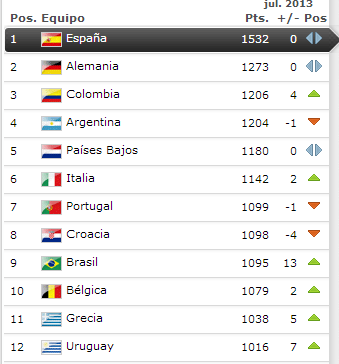 jul. 2013
Pos. Equipo Pts. +/- Pos
1 España 1532 0
2 Alemania 1273 0
3 Colombia 1206 4
4 Argentina 1204 -1
5 Países Bajos 1180 0
6 Italia 1142 2
7 Portugal 1099 -1
8 Croacia 1098 -4
9 Brasil 1095 13
10 Bélgica 1079 2
11 Grecia 1038 5
12 Uruguay 1016 7